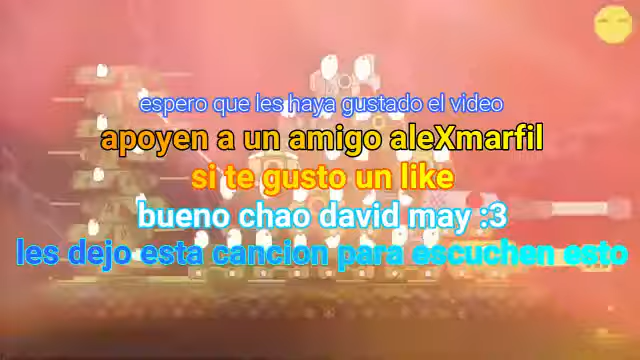 espero que les haya gustado el video
apoyen a un amigo aleXmarfil
si te gusto un like
bueno chao david may :3
les dejo esta cancion para escuchen esto